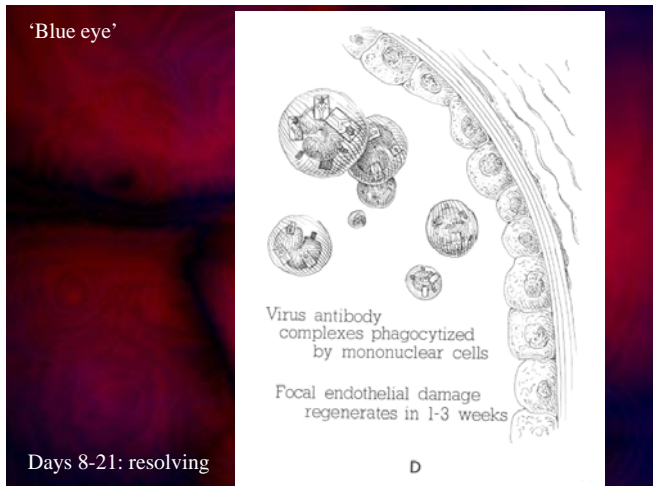 ‘Blue eye’
Virus antibody
complexes phagocytized
by mononuclear cells
Focal endothelial damage
regenerates in 1-3 weeks
Days 8-21: resolving
D